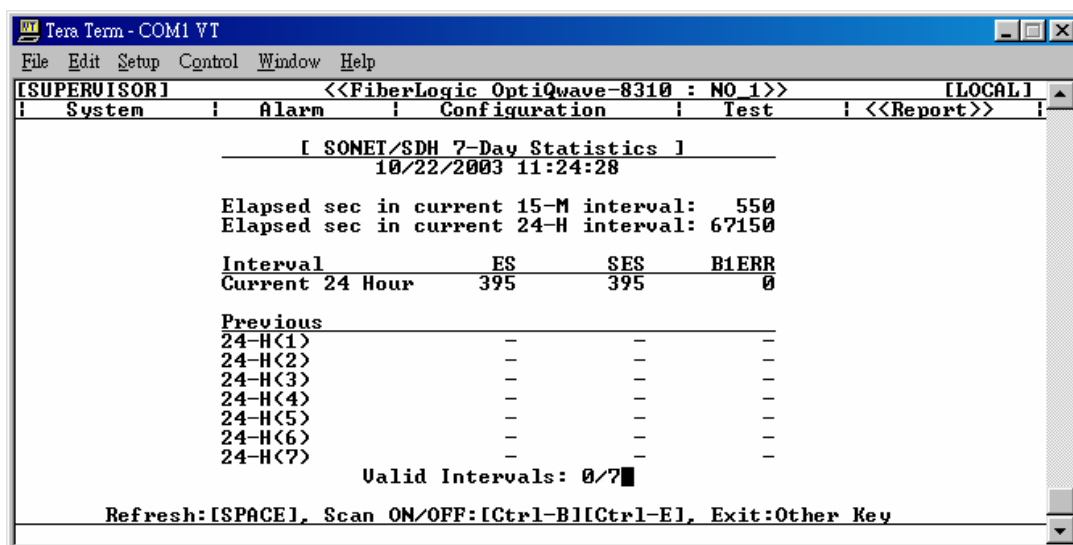 Tera Term - COM1 VT
File Edit Setup Control Window Help
[SUPERVISOR] <<FiberLogic OptiQwave-8310 : NO_1>> [LOCAL]
¦ System ¦ Alarm ¦ Configuration ¦ Test ¦ <<Report>> ¦
[ SONET/SDH 7-Day Statistics ]
10/22/2003 11:24:28
Elapsed sec in current 15-M interval: 550
Elapsed sec in current 24-H interval: 67150
Interval ES SES B1ERR
Current 24 Hour 395 395 0
Previous
24-H(1) - - -
24-H(2) - - -
24-H(3) - - -
24-H(4) - - -
24-H(5) - - -
24-H(6) - - -
24-H(7) - - -
Valid Intervals: 0/7
Refresh:[SPACE], Scan ON/OFF:[Ctrl-B][Ctrl-E], Exit:Other Key